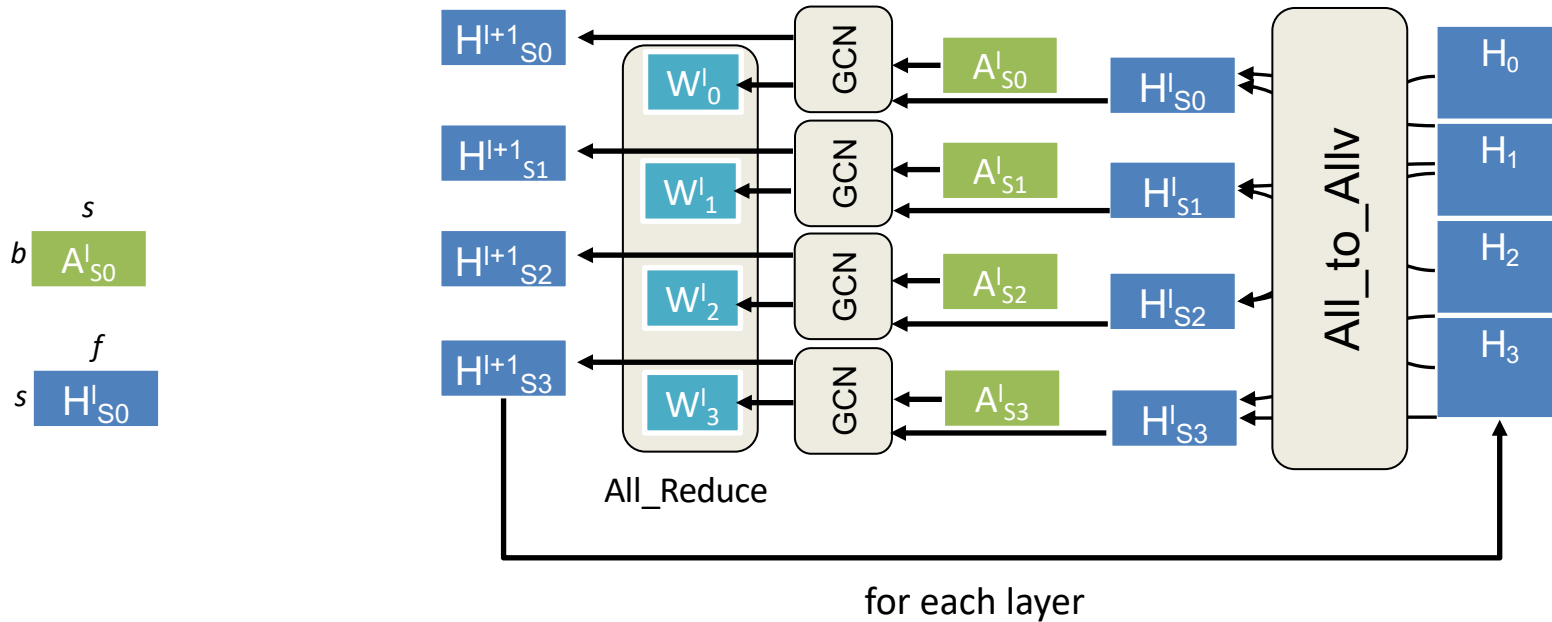 s
b
A^l_S0
f
s
H^l_S0
H^l+1_S0
H^l+1_S1
H^l+1_S2
H^l+1_S3
W^l_0
W^l_1
W^l_2
W^l_3
All_Reduce
GCN
GCN
GCN
GCN
A^l_S0
A^l_S1
A^l_S2
A^l_S3
H^l_S0
H^l_S1
H^l_S2
H^l_S3
All_to_Allv
H_0
H_1
H_2
H_3
for each layer